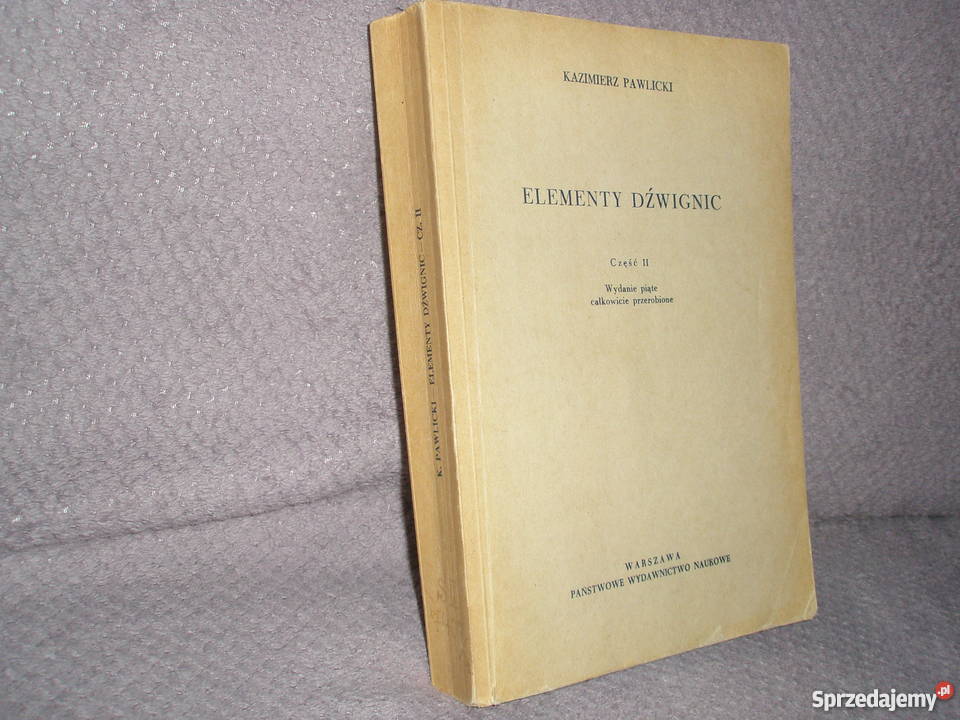 KAZIMIERZ PAWLICKI
ELEMENTY DŹWIGNIC
Część II
Wydanie piąte
całkowicie przerobione
WARSZAWA
PAŃSTWOWE WYDAWNICTWO NAUKOWE
K. PAWLICKI — ELEMENTY DŹWIGNIC — CZ. II
Sprzedajemy.pl